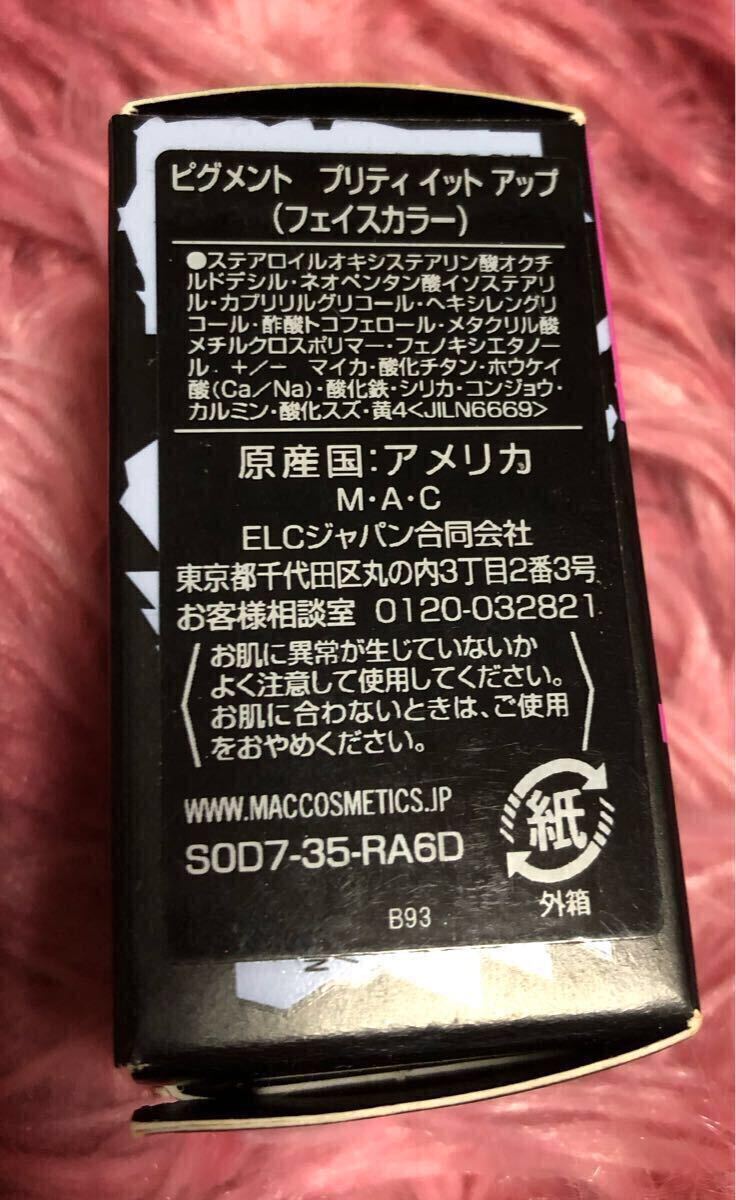 ピグメント プリティ イット アップ
(フェイスカラー)
●ステアロイルオキシステアリン酸オクチ
ルドデシル・ネオペンタン酸イソステアリ
ル・カプリリルグリコール・ヘキシレングリ
コール・酢酸トコフェロール・メタクリル酸
メチルクロスポリマー・フェノキシエタノー
ル +/− マイカ・酸化チタン・ホウケイ
酸(Ca/Na)・酸化鉄・シリカ・コンジョウ・
カルミン・酸化スズ・黄4<JILN6669>
原産国:アメリカ
M・A・C
ELCジャパン合同会社
東京都千代田区丸の内3丁目2番3号
お客様相談室 0120-032821
お肌に異常が生じていないか
よく注意して使用してください。
お肌に合わないときは、ご使用
をおやめください。
WWW.MACCOSMETICS.JP
S0D7-35-RA6D
紙
外箱
B93